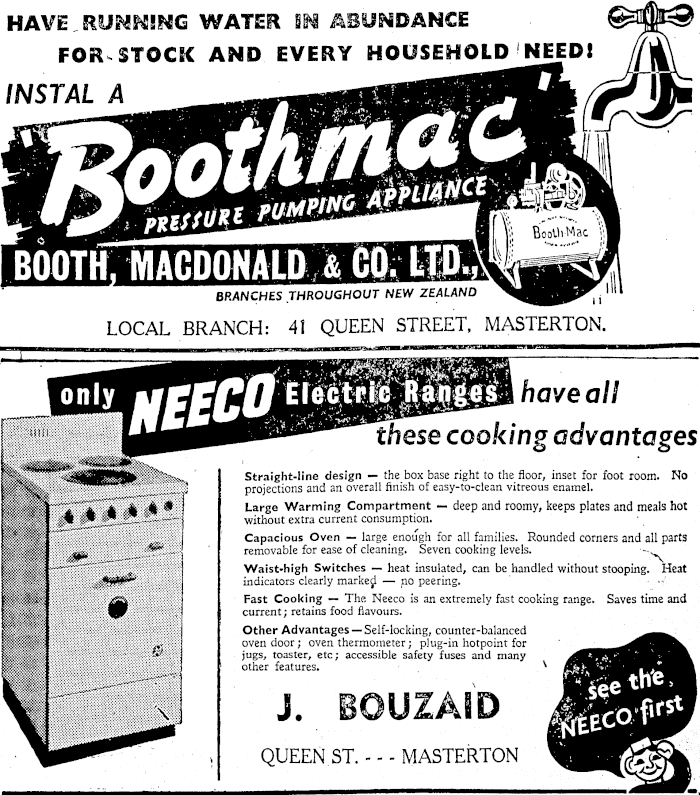 HAVE RUNNING WATER IN ABUNDANCE
FOR STOCK AND EVERY HOUSEHOLD NEED!
INSTAL A
"Boothmac"
PRESSURE PUMPING APPLIANCE
Booth-Mac
BOOTH, MACDONALD & CO. LTD.,
BRANCHES THROUGHOUT NEW ZEALAND
LOCAL BRANCH: 41 QUEEN STREET, MASTERTON.
only NEECO Electric Ranges have all
these cooking advantages
Straight-line design — the box base right to the floor, inset for foot room. No
projections and an overall finish of easy-to-clean vitreous enamel.
Large Warming Compartment — deep and roomy, keeps plates and meals hot
without extra current consumption.
Capacious Oven — large enough for all families. Rounded corners and all parts
removable for ease of cleaning. Seven cooking levels.
Waist-high Switches — heat insulated, can be handled without stooping. Heat
indicators clearly marked — no peering.
Fast Cooking — The Neeco is an extremely fast cooking range. Saves time and
current; retains food flavours.
Other Advantages—Self-locking, counter-balanced
oven door; oven thermometer; plug-in hotpoint for
jugs, toaster, etc; accessible safety fuses and many
other features.
J. BOUZAID
QUEEN ST. - - - MASTERTON
see the
NEECO first